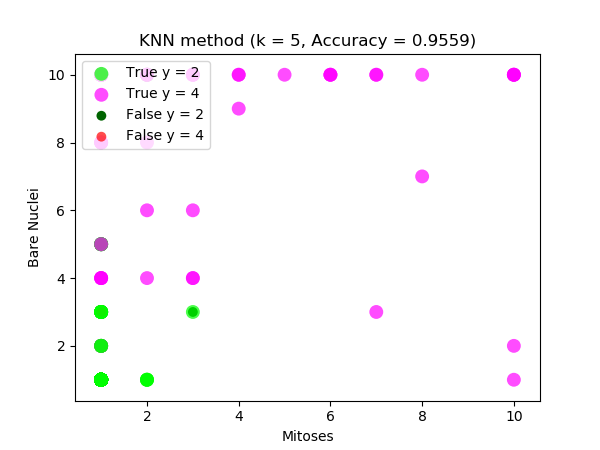 KNN method (k = 5, Accuracy = 0.9559)
True y = 2
True y = 4
False y = 2
False y = 4
10
8
6
4
2
Bare Nuclei
2 4 6 8 10
Mitoses